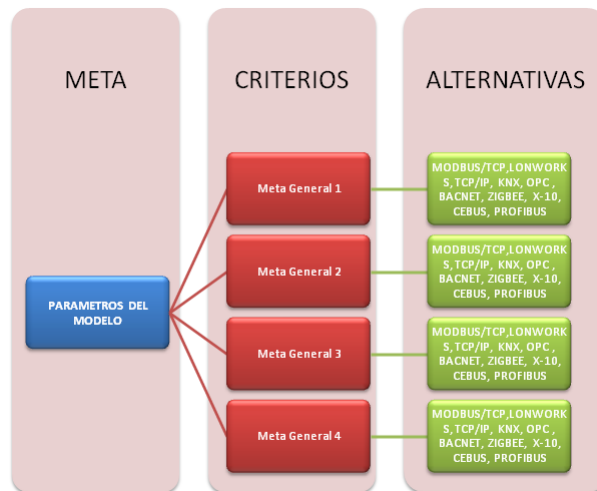 META
CRITERIOS
ALTERNATIVAS
PARAMETROS DEL
MODELO
Meta General 1
MODBUS/TCP,LONWORK
S,TCP/IP, KNX, OPC ,
BACNET, ZIGBEE, X-10,
CEBUS, PROFIBUS
Meta General 2
MODBUS/TCP,LONWORK
S,TCP/IP, KNX, OPC ,
BACNET, ZIGBEE, X-10,
CEBUS, PROFIBUS
Meta General 3
MODBUS/TCP,LONWORK
S,TCP/IP, KNX, OPC ,
BACNET, ZIGBEE, X-10,
CEBUS, PROFIBUS
Meta General 4
MODBUS/TCP,LONWORK
S,TCP/IP, KNX, OPC ,
BACNET, ZIGBEE, X-10,
CEBUS, PROFIBUS